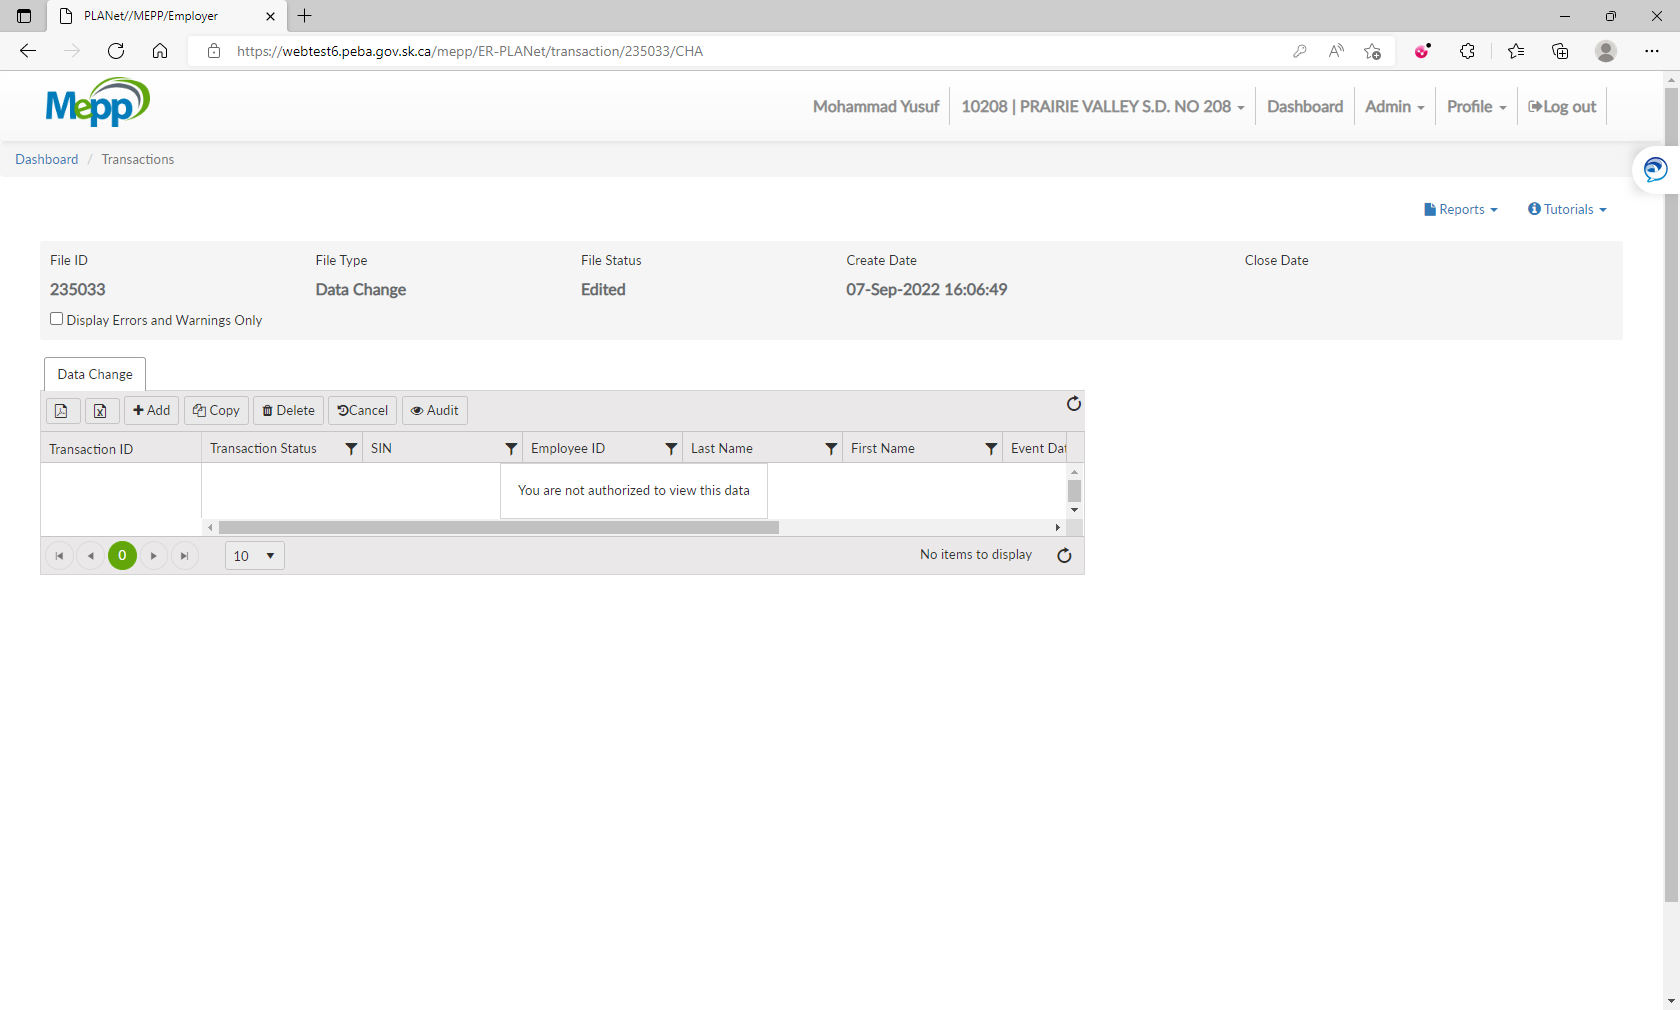 PLANet//MEPP/Employer
https://webtest6.peba.gov.sk.ca/mepp/ER-PLANet/transaction/235033/CHA
Mepp
Mohammad Yusuf
10208 | PRAIRIE VALLEY S.D. NO 208
Dashboard
Admin
Profile
Log out
Dashboard / Transactions
Reports
Tutorials
File ID
File Type
File Status
Create Date
Close Date
235033
Data Change
Edited
07-Sep-2022 16:06:49
Display Errors and Warnings Only
Data Change
Add
Copy
Delete
Cancel
Audit
Transaction ID
Transaction Status
SIN
Employee ID
Last Name
First Name
Event Dat
You are not authorized to view this data
0
10
No items to display